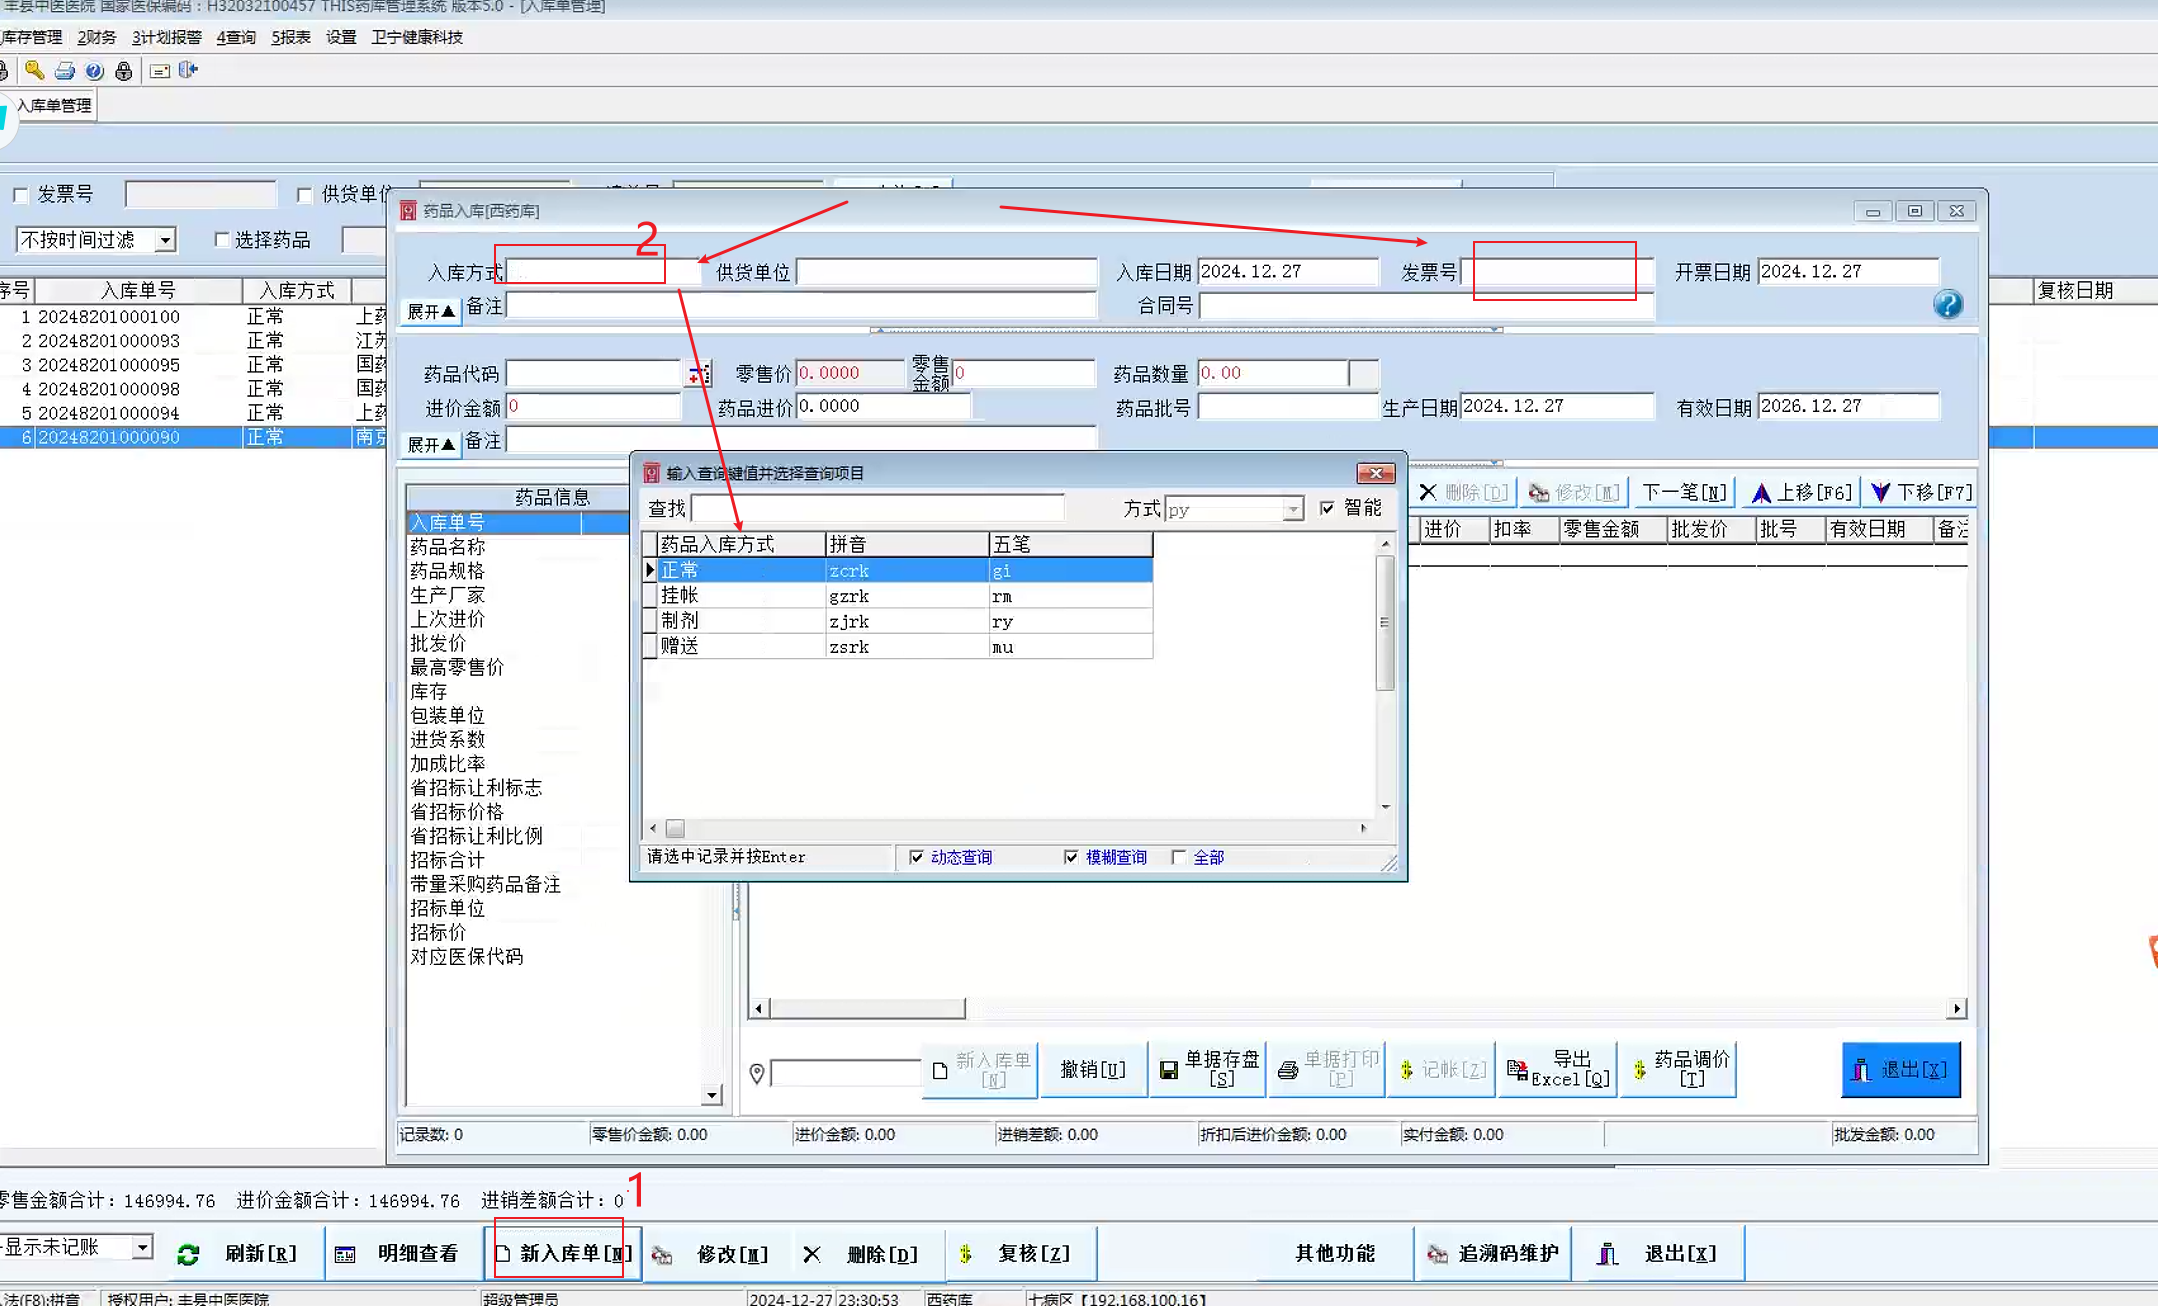 丰县中医医院 国家医保编码：H32032100457 THIS药库管理系统 版本5.0 - [入库单管理]
库存管理 2财务 3计划报警 4查询 5报表 设置 卫宁健康科技
入库单管理
发票号 供货单位
不按时间过滤 选择药品
序号 入库单号 入库方式 复核日期
1 20248201000100 正常 上药
2 20248201000093 正常 江苏
3 20248201000095 正常 国药
4 20248201000098 正常 国药
5 20248201000094 正常 上药
6 20248201000090 正常 南京
药品入库[西药库]
2
入库方式 供货单位 入库日期 2024.12.27 发票号 开票日期 2024.12.27
展开▲ 备注 合同号
药品代码 零售价 0.0000 零售金额 0 药品数量 0.00
进价金额 0 药品进价 0.0000 药品批号 生产日期 2024.12.27 有效日期 2026.12.27
展开▲ 备注
删除[D] 修改[M] 下一笔[N] 上移[F6] 下移[F7]
进价 扣率 零售金额 批发价 批号 有效日期 备注
药品信息
入库单号
药品名称
药品规格
生产厂家
上次进价
批发价
最高零售价
库存
包装单位
进货系数
加成比率
省招标让利标志
省招标价格
省招标让利比例
招标合计
带量采购药品备注
招标单位
招标价
对应医保代码
输入查询键值并选择查询项目
查找 方式 py 智能
药品入库方式 拼音 五笔
正常 zcrk gi
挂帐 gzrk rm
制剂 zjrk ry
赠送 zsrk mu
请选中记录并按Enter 动态查询 模糊查询 全部
新入库单[N] 撤销[U] 单据存盘[S] 单据打印[P] 记帐[Z] 导出Excel[Q] 药品调价[T] 退出[X]
记录数: 0 零售价金额: 0.00 进价金额: 0.00 进销差额: 0.00 折扣后进价金额: 0.00 实付金额: 0.00 批发金额: 0.00
零售金额合计：146994.76 进价金额合计：146994.76 进销差额合计：0
1
显示未记账 刷新[R] 明细查看 新入库单[N] 修改[M] 删除[D] 复核[Z] 其他功能 追溯码维护 退出[X]
法(F8):拼音 授权用户: 丰县中医医院 超级管理员 2024-12-27 23:30:53 西药库 七病区【192.168.100.16】